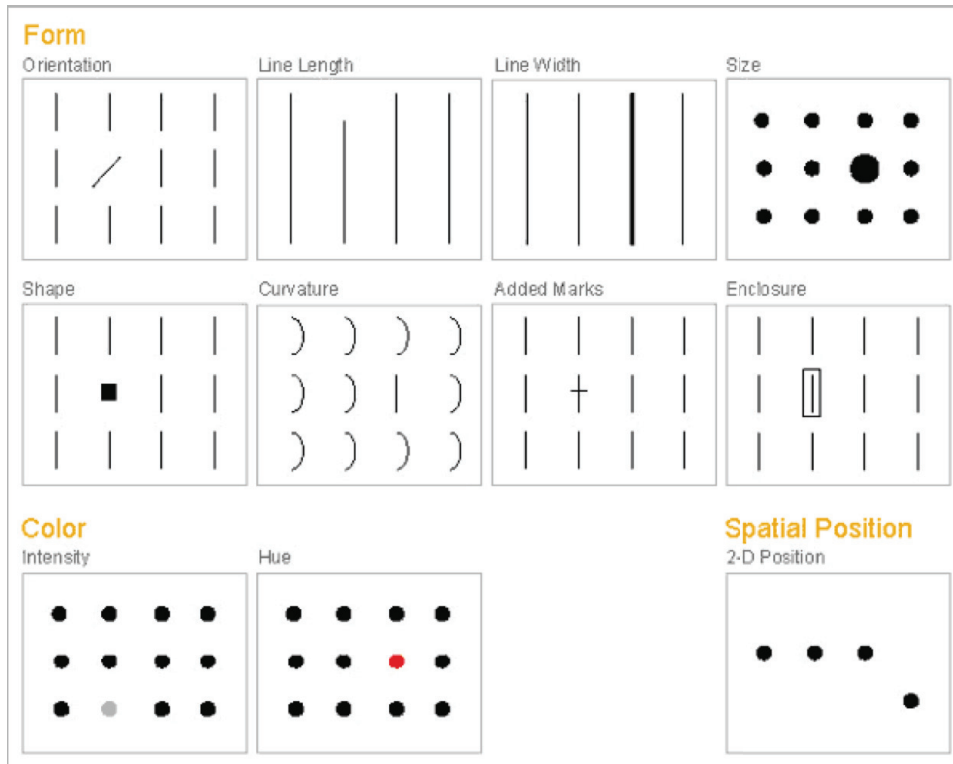 Form
Orientation
Line Length
Line Width
Size
Shape
Curvature
Added Marks
Enclosure
Color
Spatial Position
Intensity
Hue
2-D Position